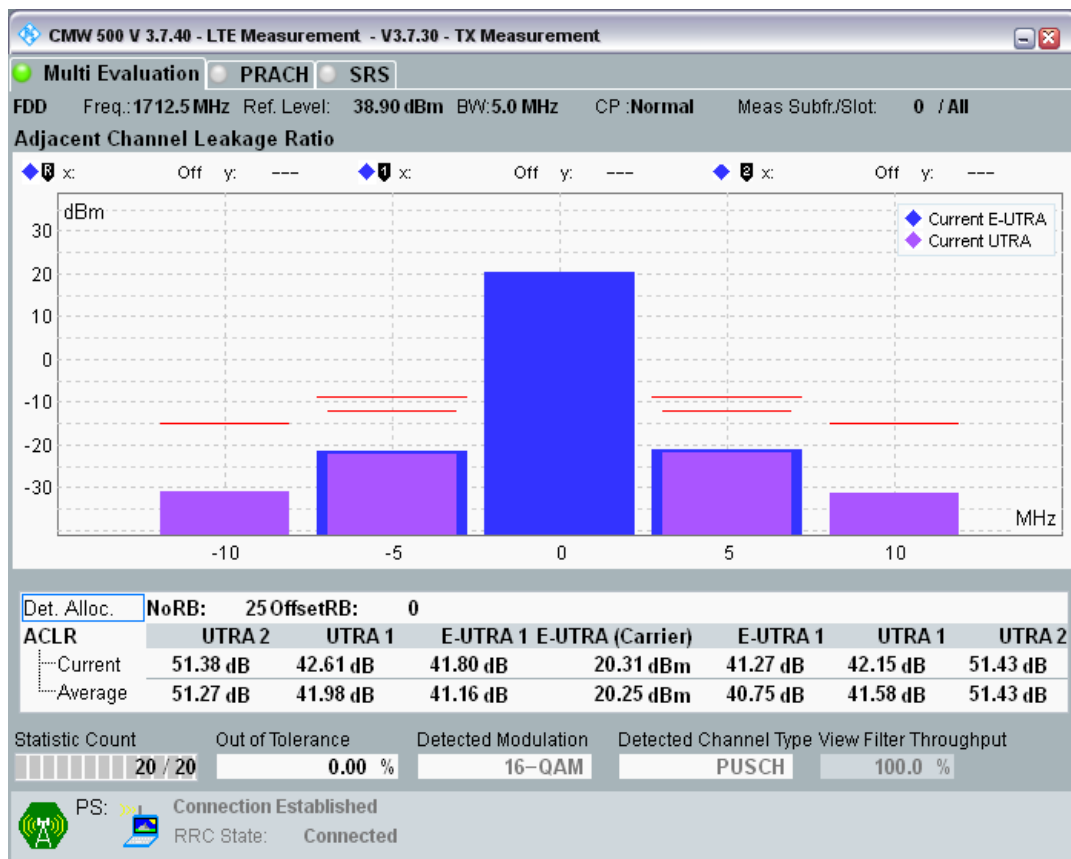 CMW 500 V 3.7.40 - LTE Measurement - V3.7.30 - TX Measurement
Multi Evaluation PRACH SRS
FDD Freq.:1712.5 MHz Ref. Level: 38.90 dBm BW:5.0 MHz CP :Normal Meas Subfr./Slot: 0 / All
Adjacent Channel Leakage Ratio
R x: Off y: --- 1 x: Off y: --- 2 x: Off y: ---
dBm
Current E-UTRA
Current UTRA
30
20
10
0
-10
-20
-30
MHz
-10 -5 0 5 10
Det. Alloc. NoRB: 25 OffsetRB: 0
ACLR UTRA 2 UTRA 1 E-UTRA 1 E-UTRA (Carrier) E-UTRA 1 UTRA 1 UTRA 2
Current 51.38 dB 42.61 dB 41.80 dB 20.31 dBm 41.27 dB 42.15 dB 51.43 dB
Average 51.27 dB 41.98 dB 41.16 dB 20.25 dBm 40.75 dB 41.58 dB 51.43 dB
Statistic Count Out of Tolerance Detected Modulation Detected Channel Type View Filter Throughput
20 / 20 0.00 % 16-QAM PUSCH 100.0 %
PS: Connection Established
RRC State: Connected